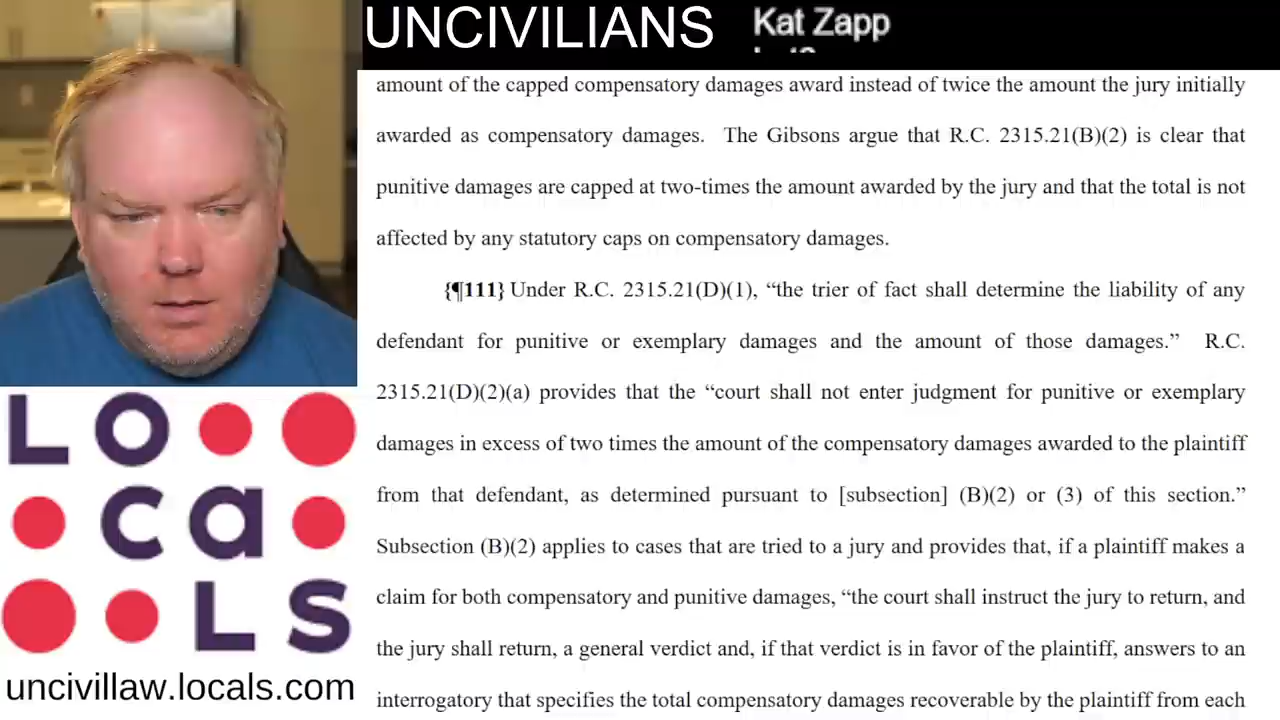 UNCIVILIANS
Kat Zapp
amount of the capped compensatory damages award instead of twice the amount the jury initially
awarded as compensatory damages. The Gibsons argue that R.C. 2315.21(B)(2) is clear that
punitive damages are capped at two-times the amount awarded by the jury and that the total is not
affected by any statutory caps on compensatory damages.
{¶111} Under R.C. 2315.21(D)(1), “the trier of fact shall determine the liability of any
defendant for punitive or exemplary damages and the amount of those damages.” R.C.
2315.21(D)(2)(a) provides that the “court shall not enter judgment for punitive or exemplary
damages in excess of two times the amount of the compensatory damages awarded to the plaintiff
from that defendant, as determined pursuant to [subsection] (B)(2) or (3) of this section.”
Subsection (B)(2) applies to cases that are tried to a jury and provides that, if a plaintiff makes a
claim for both compensatory and punitive damages, “the court shall instruct the jury to return, and
the jury shall return, a general verdict and, if that verdict is in favor of the plaintiff, answers to an
interrogatory that specifies the total compensatory damages recoverable by the plaintiff from each
LO
ca
LS
uncivillaw.locals.com